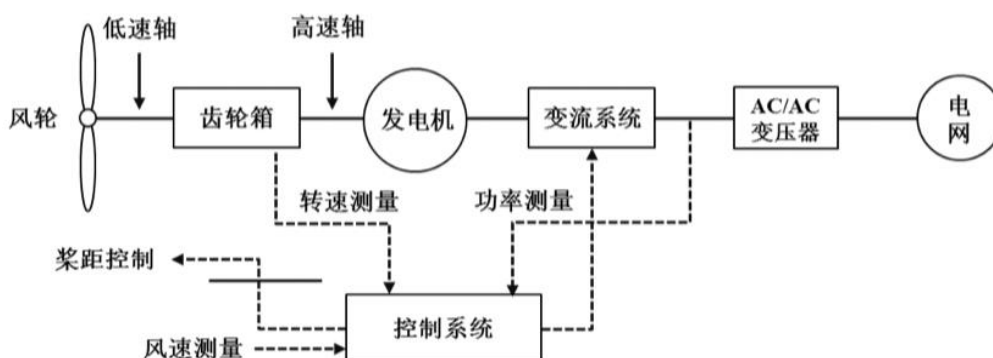 低速轴
高速轴
风轮
齿轮箱
发电机
变流系统
AC/AC
变压器
电
网
转速测量
功率测量
桨距控制
控制系统
风速测量